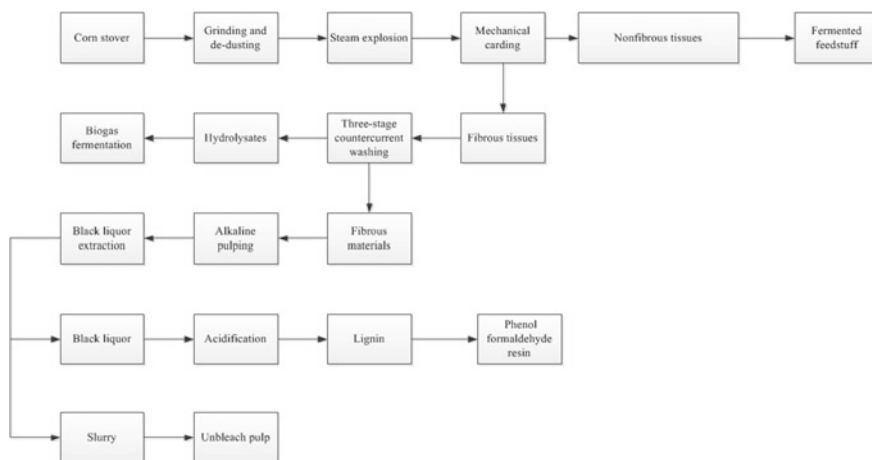 Corn stover
Grinding and
de-dusting
Steam explosion
Mechanical
carding
Nonfibrous tissues
Fermented
feedstuff
Biogas
fermentation
Hydrolysates
Three-stage
countercurrent
washing
Fibrous tissues
Black liquor
extraction
Alkaline
pulping
Fibrous
materials
Black liquor
Acidification
Lignin
Phenol
formaldehyde
resin
Slurry
Unbleach pulp